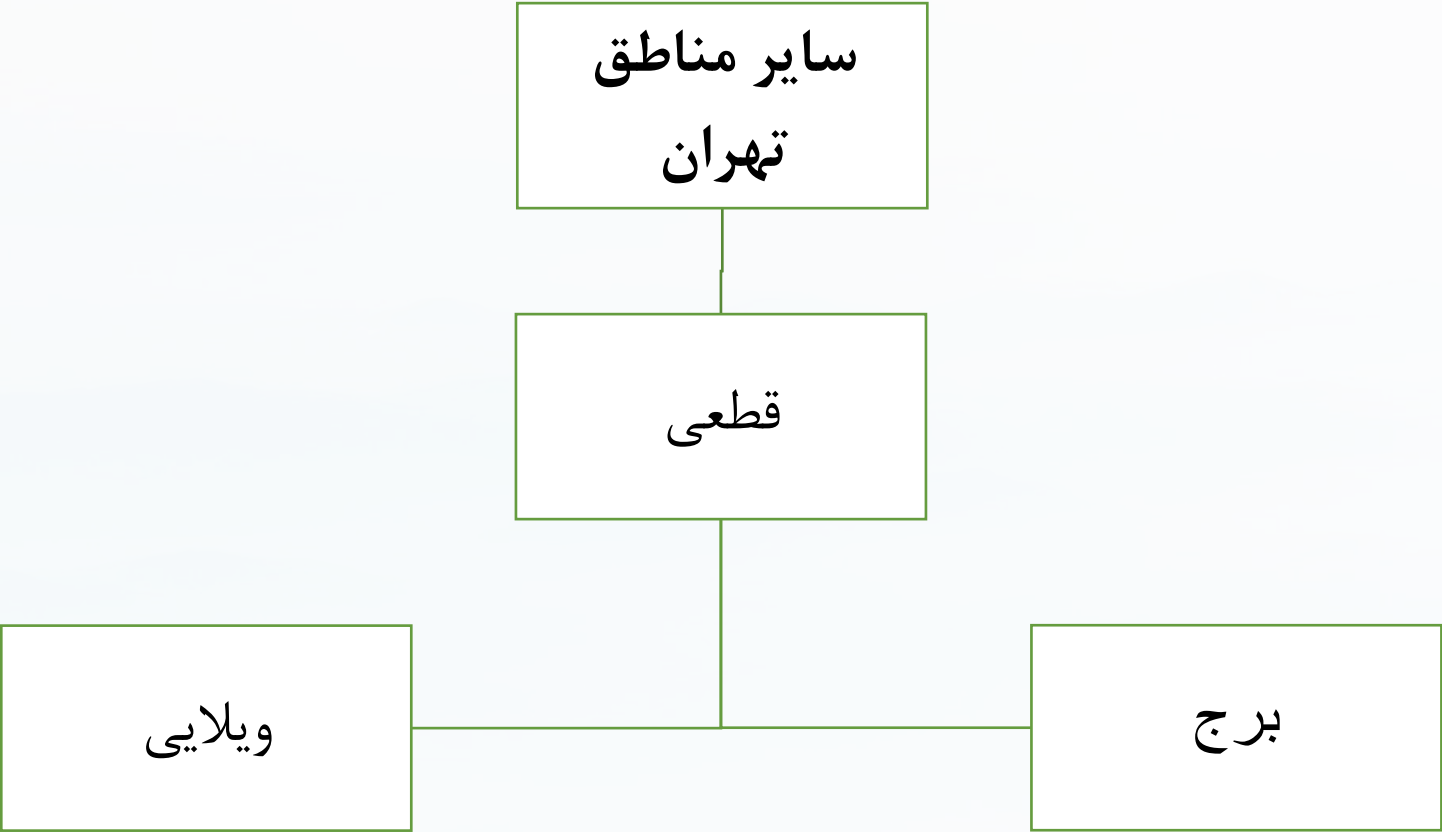 سایر مناطق
تهران
قطعی
برج
ویلایی